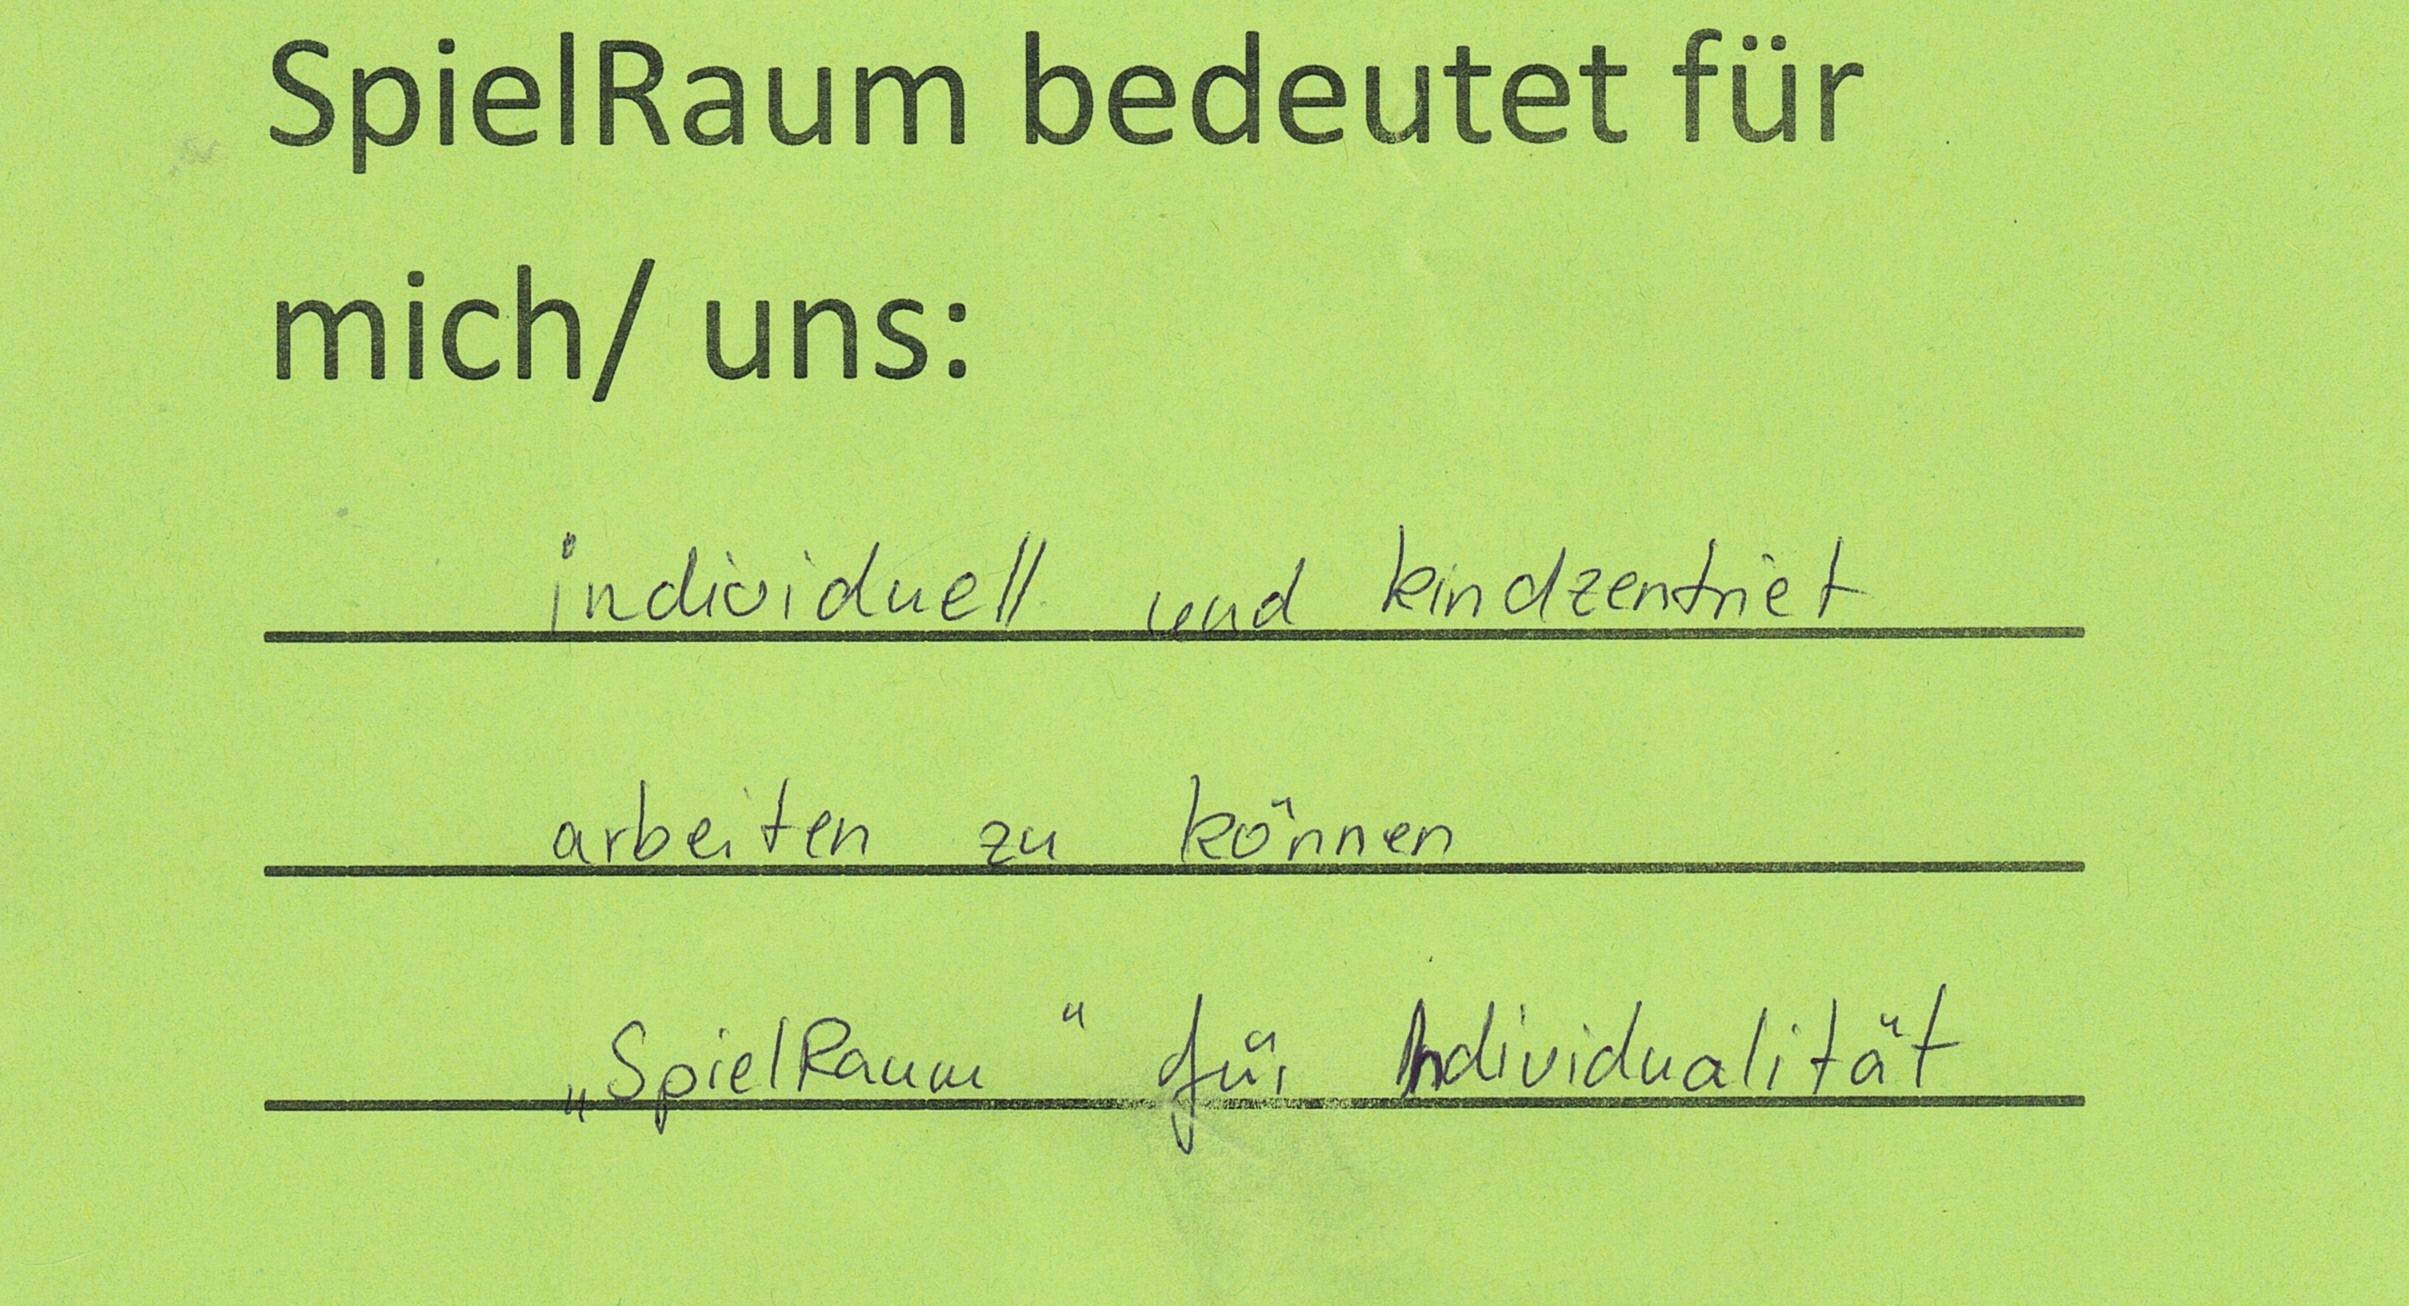 SpielRaum bedeutet für
mich/ uns:
individuell und kindzentriet
arbeiten zu können
„SpielRaum" für Individualität